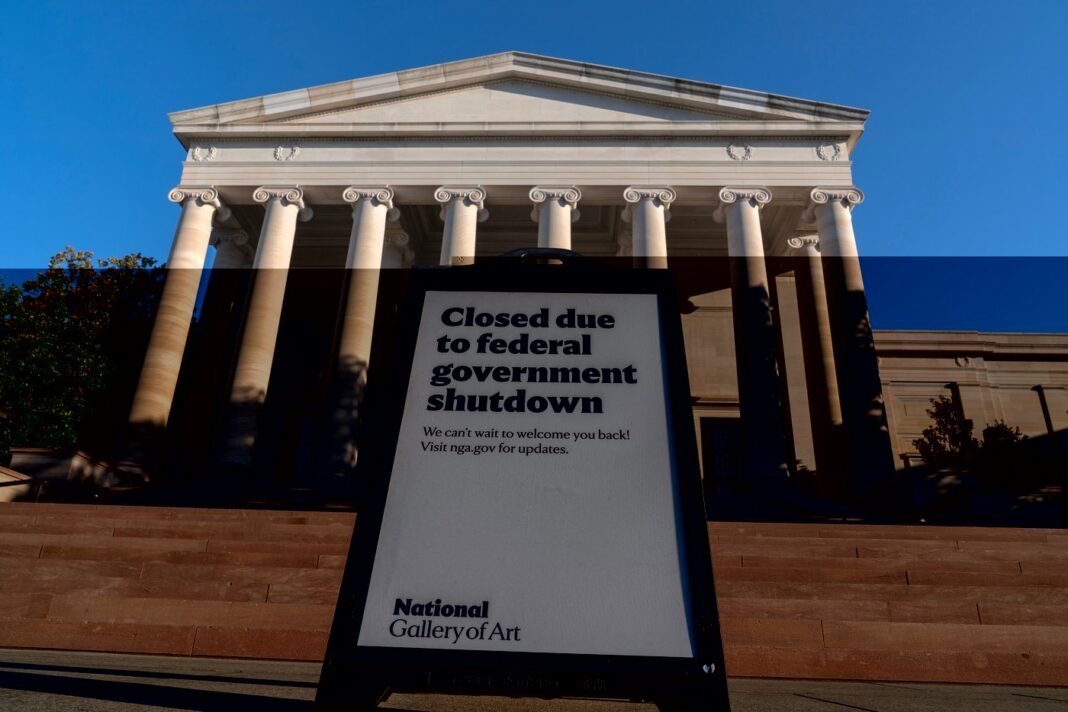 Closed due
to federal
government
shutdown
We can't wait to welcome you back!
Visit nga.gov for updates.
National
Gallery of Art